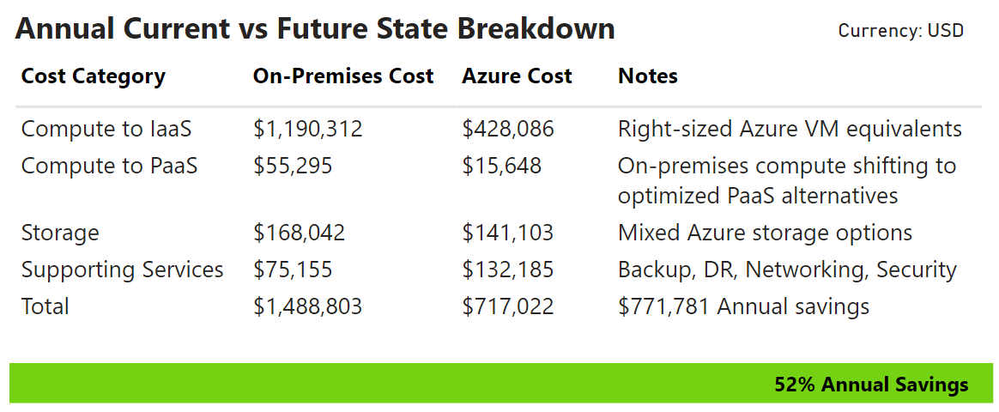 Annual Current vs Future State Breakdown Currency: USD
Cost Category On-Premises Cost Azure Cost Notes
Compute to IaaS $1,190,312 $428,086 Right-sized Azure VM equivalents
Compute to PaaS $55,295 $15,648 On-premises compute shifting to
optimized PaaS alternatives
Storage $168,042 $141,103 Mixed Azure storage options
Supporting Services $75,155 $132,185 Backup, DR, Networking, Security
Total $1,488,803 $717,022 $771,781 Annual savings
52% Annual Savings